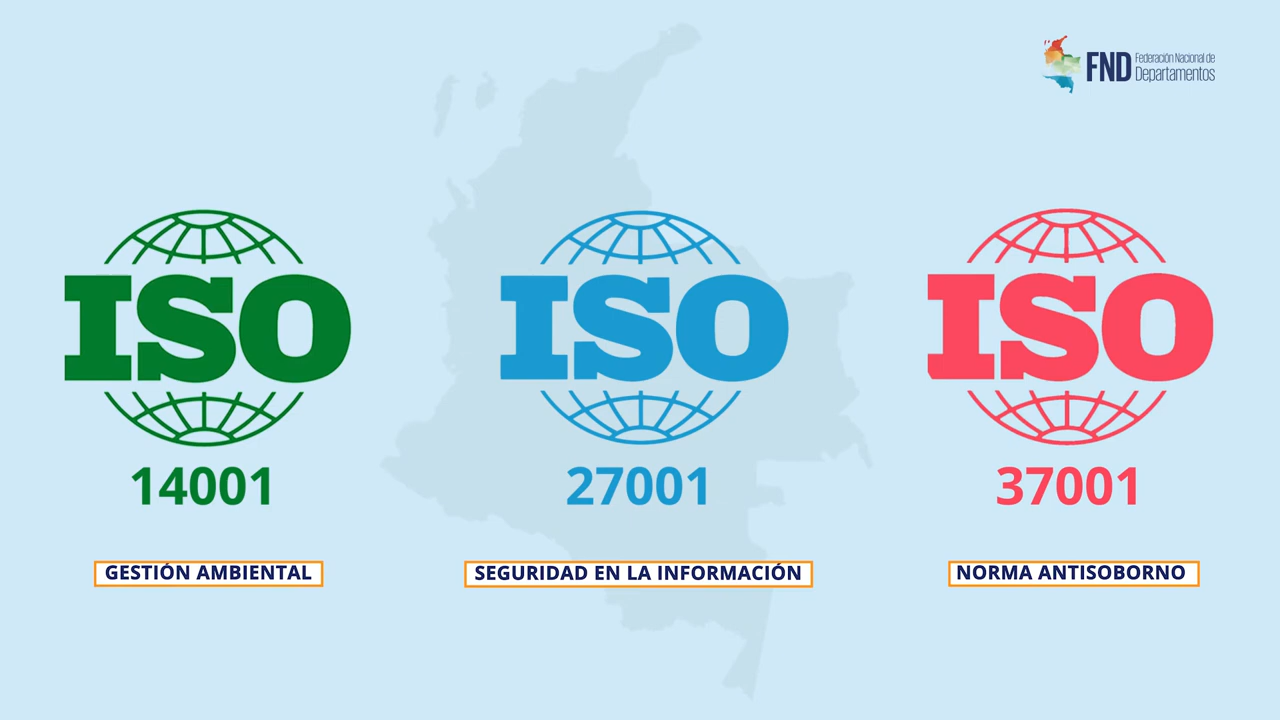 FND Federación Nacional de
Departamentos
ISO
14001
GESTIÓN AMBIENTAL
ISO
27001
SEGURIDAD EN LA INFORMACIÓN
ISO
37001
NORMA ANTISOBORNO